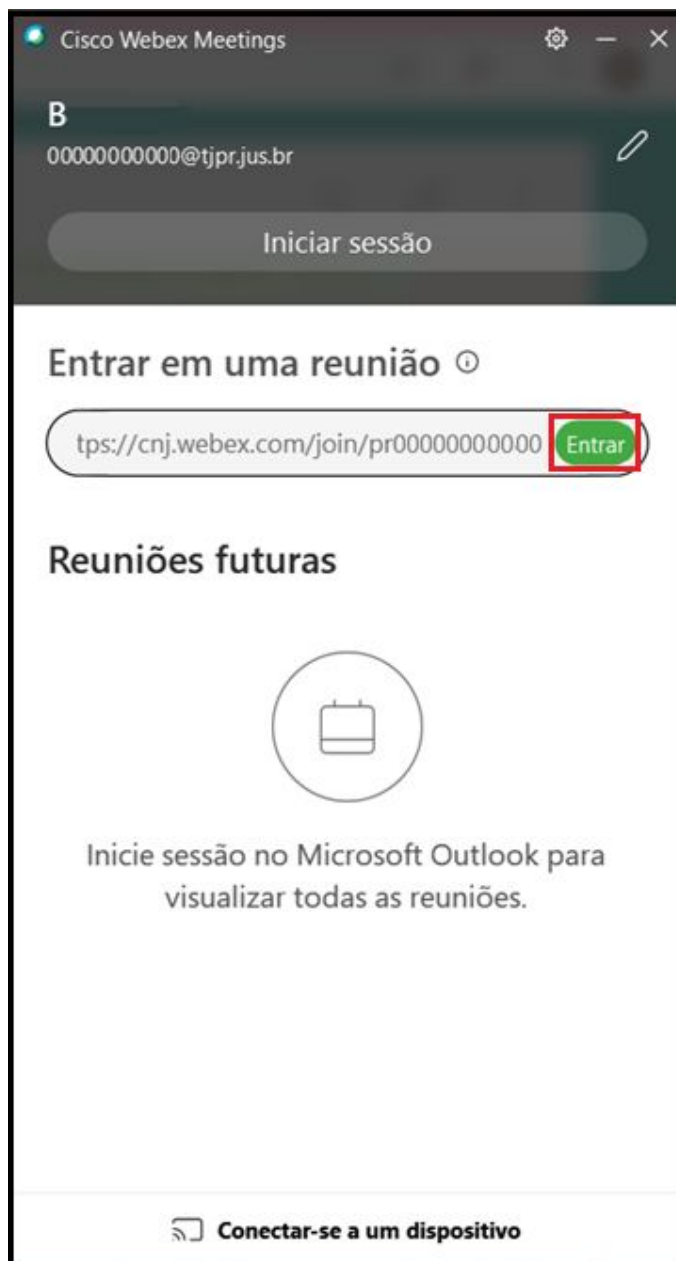 Cisco Webex Meetings
B
00000000000@tjpr.jus.br
Iniciar sessão
Entrar em uma reunião
tps://cnj.webex.com/join/pr00000000000 Entrar
Reuniões futuras
Inicie sessão no Microsoft Outlook para
visualizar todas as reuniões.
Conectar-se a um dispositivo